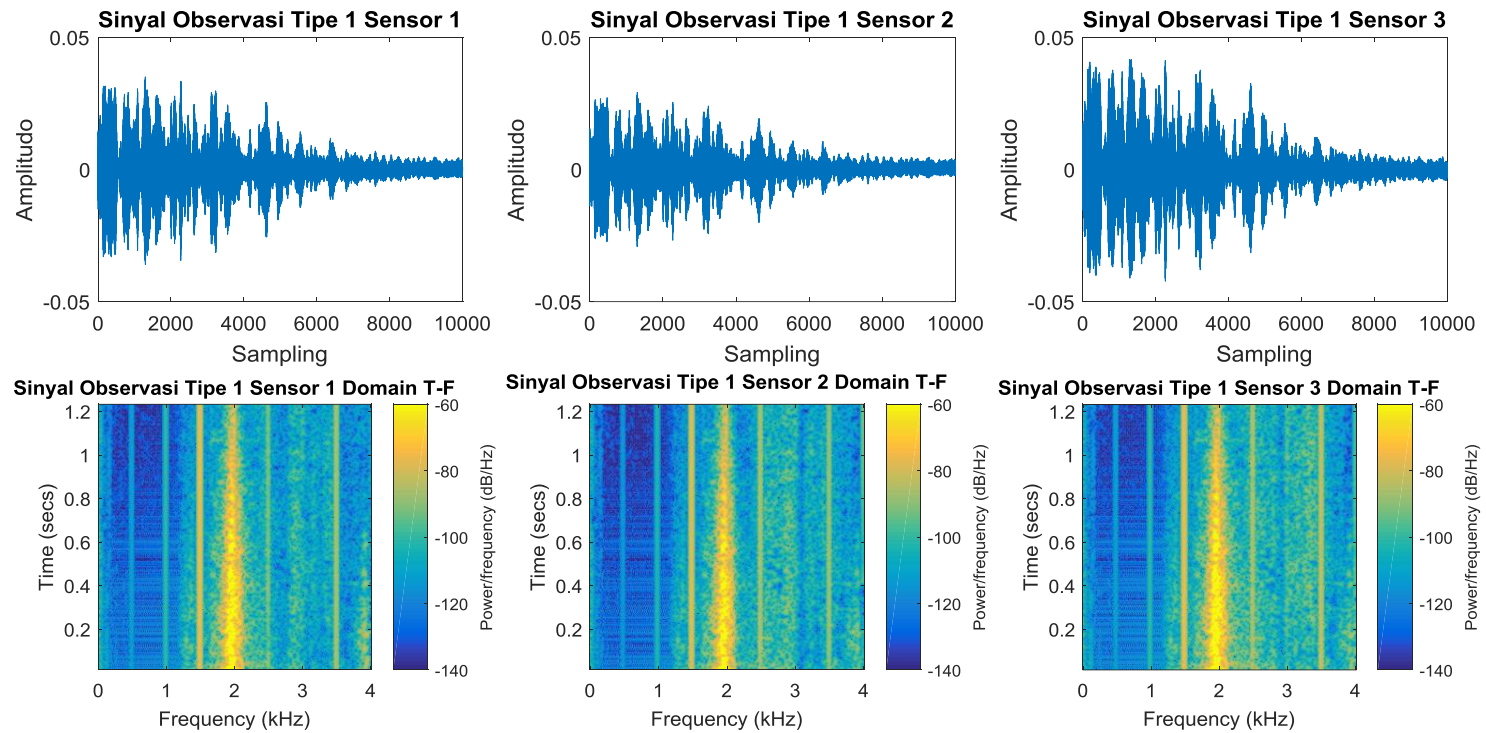 Sinyal Observasi Tipe 1 Sensor 1
Amplitudo
0.05
0
-0.05
0 2000 4000 6000 8000 10000
Sampling
Sinyal Observasi Tipe 1 Sensor 2
Amplitudo
0.05
0
-0.05
0 2000 4000 6000 8000 10000
Sampling
Sinyal Observasi Tipe 1 Sensor 3
Amplitudo
0.05
0
-0.05
0 2000 4000 6000 8000 10000
Sampling
Sinyal Observasi Tipe 1 Sensor 1 Domain T-F
Time (secs)
1.2
1
0.8
0.6
0.4
0.2
0 1 2 3 4
Frequency (kHz)
-60
-80
-100
-120
-140
Power/frequency (dB/Hz)
Sinyal Observasi Tipe 1 Sensor 2 Domain T-F
Time (secs)
1.2
1
0.8
0.6
0.4
0.2
0 1 2 3 4
Frequency (kHz)
-60
-80
-100
-120
-140
Power/frequency (dB/Hz)
Sinyal Observasi Tipe 1 Sensor 3 Domain T-F
Time (secs)
1.2
1
0.8
0.6
0.4
0.2
0 1 2 3 4
Frequency (kHz)
-60
-80
-100
-120
-140
Power/frequency (dB/Hz)